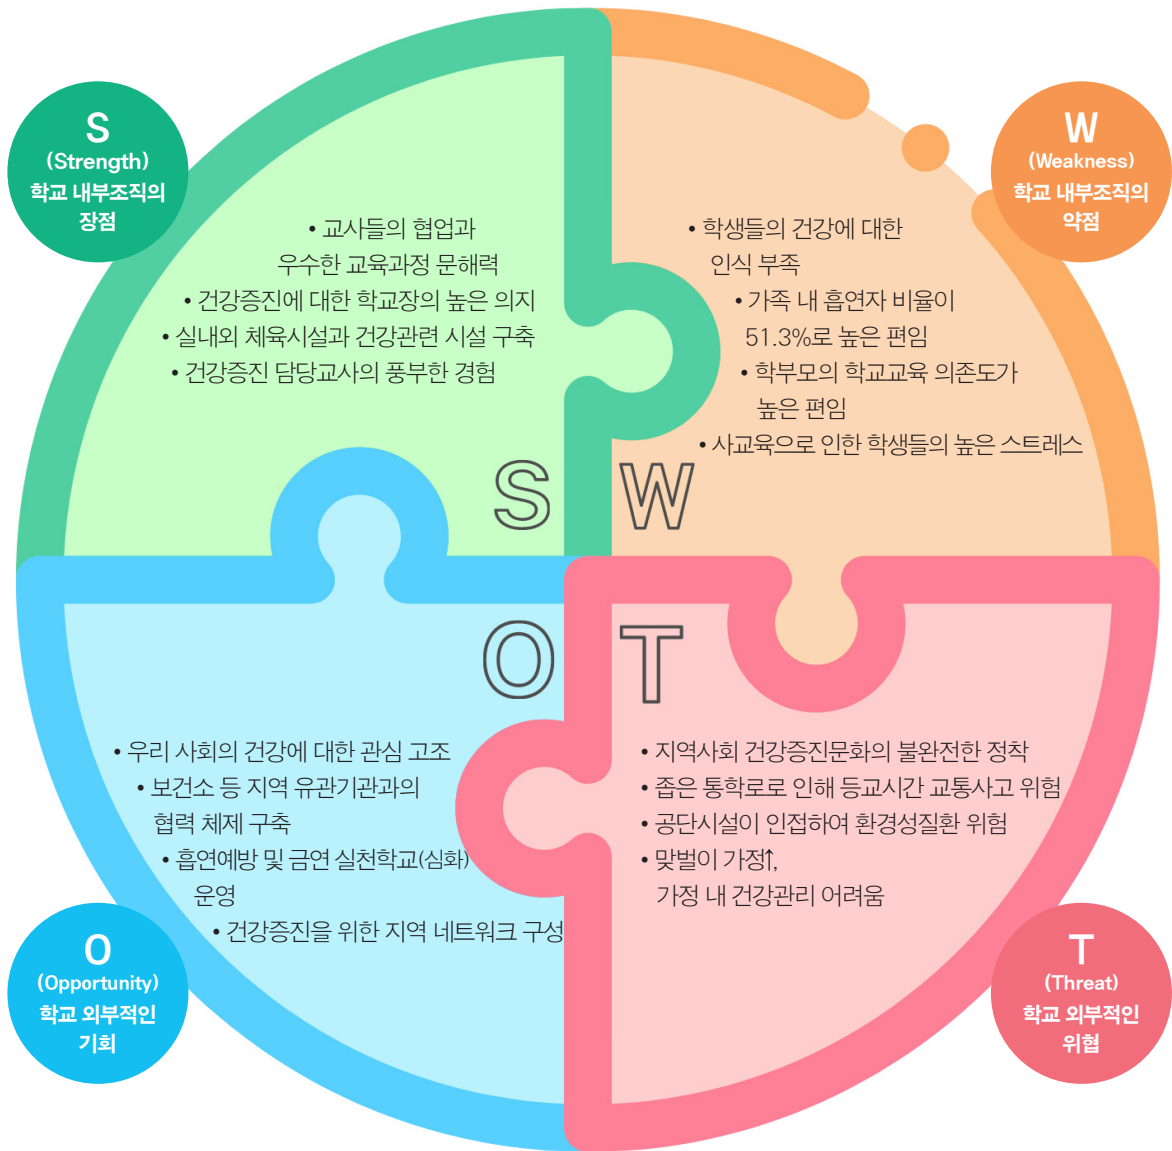 S
(Strength)
학교 내부조직의
장점
• 교사들의 협업과
우수한 교육과정 문해력
• 건강증진에 대한 학교장의 높은 의지
• 실내외 체육시설과 건강관련 시설 구축
• 건강증진 담당교사의 풍부한 경험
S
W
(Weakness)
학교 내부조직의
약점
• 학생들의 건강에 대한
인식 부족
• 가족 내 흡연자 비율이
51.3%로 높은 편임
• 학부모의 학교교육 의존도가
높은 편임
• 사교육으로 인한 학생들의 높은 스트레스
W
O
• 우리 사회의 건강에 대한 관심 고조
• 보건소 등 지역 유관기관과의
협력 체제 구축
• 흡연예방 및 금연 실천학교(심화)
운영
• 건강증진을 위한 지역 네트워크 구성
O
(Opportunity)
학교 외부적인
기회
T
• 지역사회 건강증진문화의 불완전한 정착
• 좁은 통학로로 인해 등교시간 교통사고 위험
• 공단시설이 인접하여 환경성질환 위험
• 맞벌이 가정↑,
가정 내 건강관리 어려움
T
(Threat)
학교 외부적인
위협